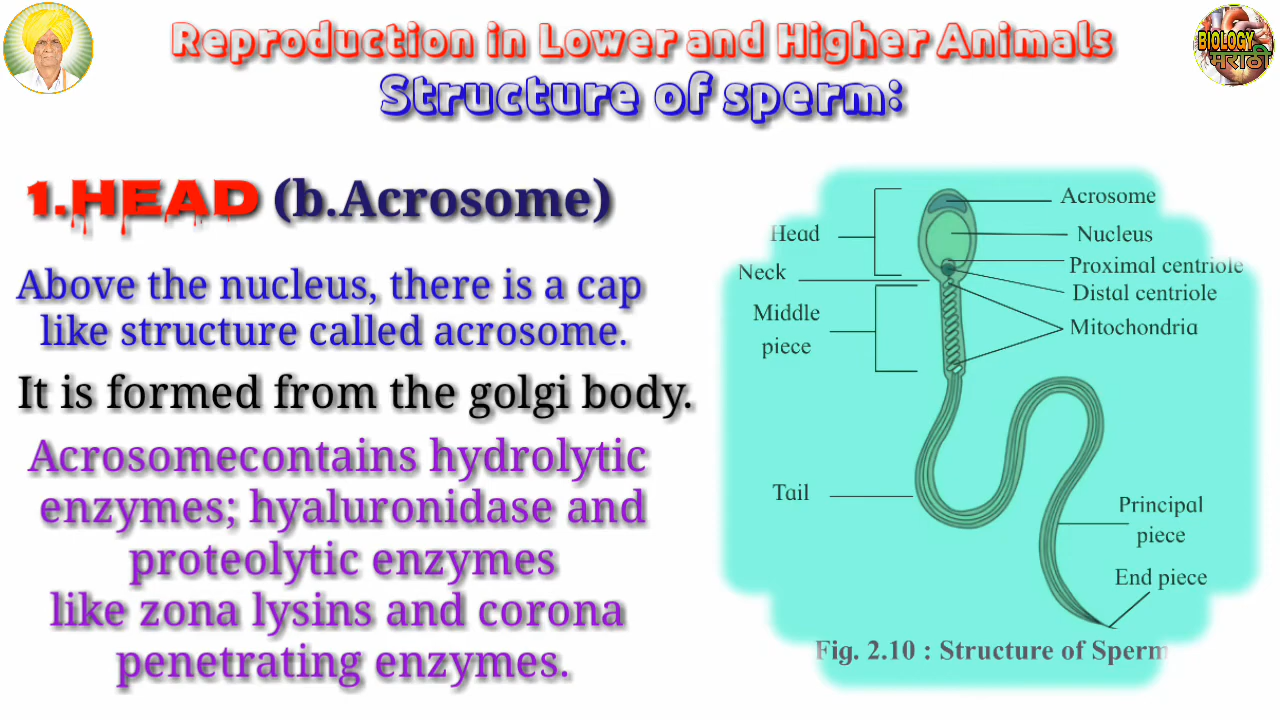 Reproduction in Lower and Higher Animals
Structure of sperm:
BIOLOGY
मराठी
1.HEAD (b.Acrosome)
Above the nucleus, there is a cap
like structure called acrosome.
It is formed from the golgi body.
Acrosomecontains hydrolytic
enzymes; hyaluronidase and
proteolytic enzymes
like zona lysins and corona
penetrating enzymes.
Acrosome
Head
Nucleus
Neck
Proximal centriole
Distal centriole
Middle
piece
Mitochondria
Tail
Principal
piece
End piece
Fig. 2.10 : Structure of Sperm